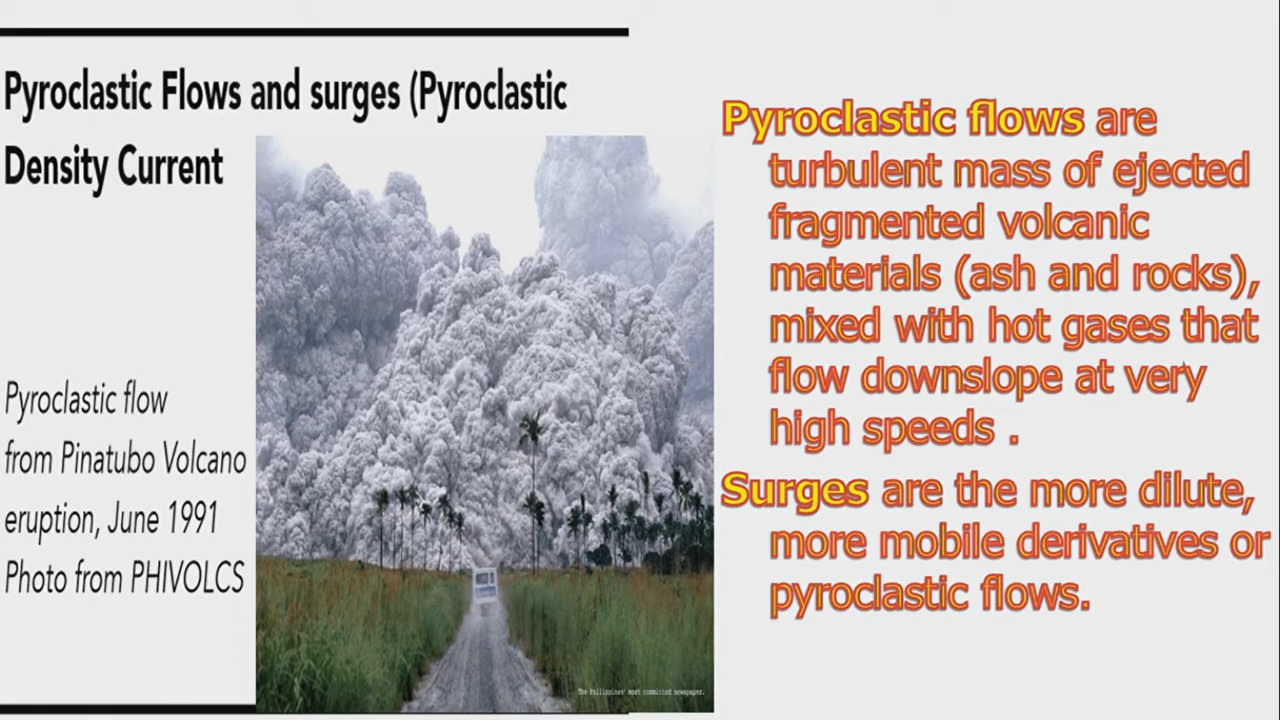 Pyroclastic Flows and surges (Pyroclastic
Density Current
Pyroclastic flow
from Pinatubo Volcano
eruption, June 1991
Photo from PHIVOLCS
The Philippines' most committed newspaper.
Pyroclastic flows are
turbulent mass of ejected
fragmented volcanic
materials (ash and rocks),
mixed with hot gases that
flow downslope at very
high speeds .
Surges are the more dilute,
more mobile derivatives or
pyroclastic flows.